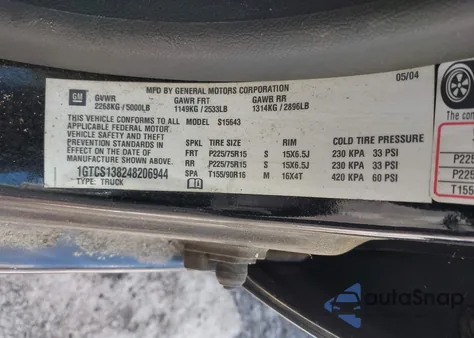 MFD BY GENERAL MOTORS CORPORATION 05/04
GM GVWR GAWR FRT GAWR RR
2268KG / 5000LB 1149KG / 2533LB 1314KG / 2896LB
THIS VEHICLE CONFORMS TO ALL MODEL S15643
APPLICABLE FEDERAL MOTOR
VEHICLE SAFETY AND THEFT SPKL TIRE SIZE SPD RIM COLD TIRE PRESSURE
PREVENTION STANDARDS IN EFFECT FRT P225/75R15 S 15X6.5J 230 KPA 33 PSI
ON THE DATE OF MANUFACTURE SHOWN ABOVE. RR P225/75R15 S 15X6.5J 230 KPA 33 PSI
1GTCS138248206944 SPA T155/90R16 M 16X4T 420 KPA 60 PSI
TYPE: TRUCK
The con
P225
P225
T155
autoSnap